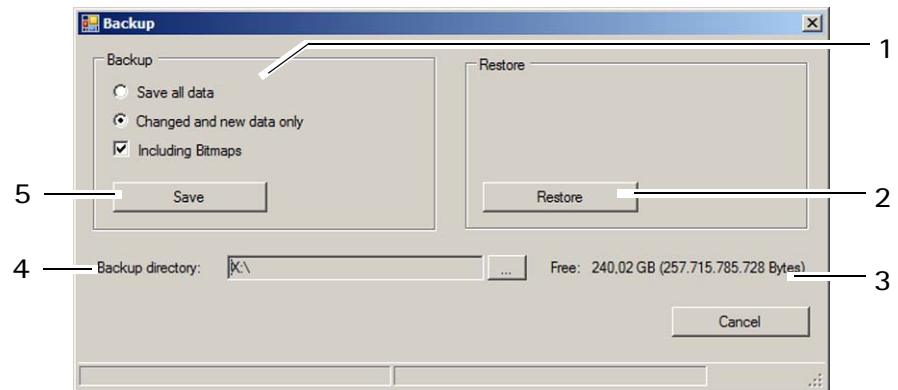 Backup
1
Backup
Restore
Save all data
Changed and new data only
Including Bitmaps
5
Save
Restore
2
4
Backup directory:
X:\
...
Free: 240,02 GB (257.715.785.728 Bytes)
3
Cancel